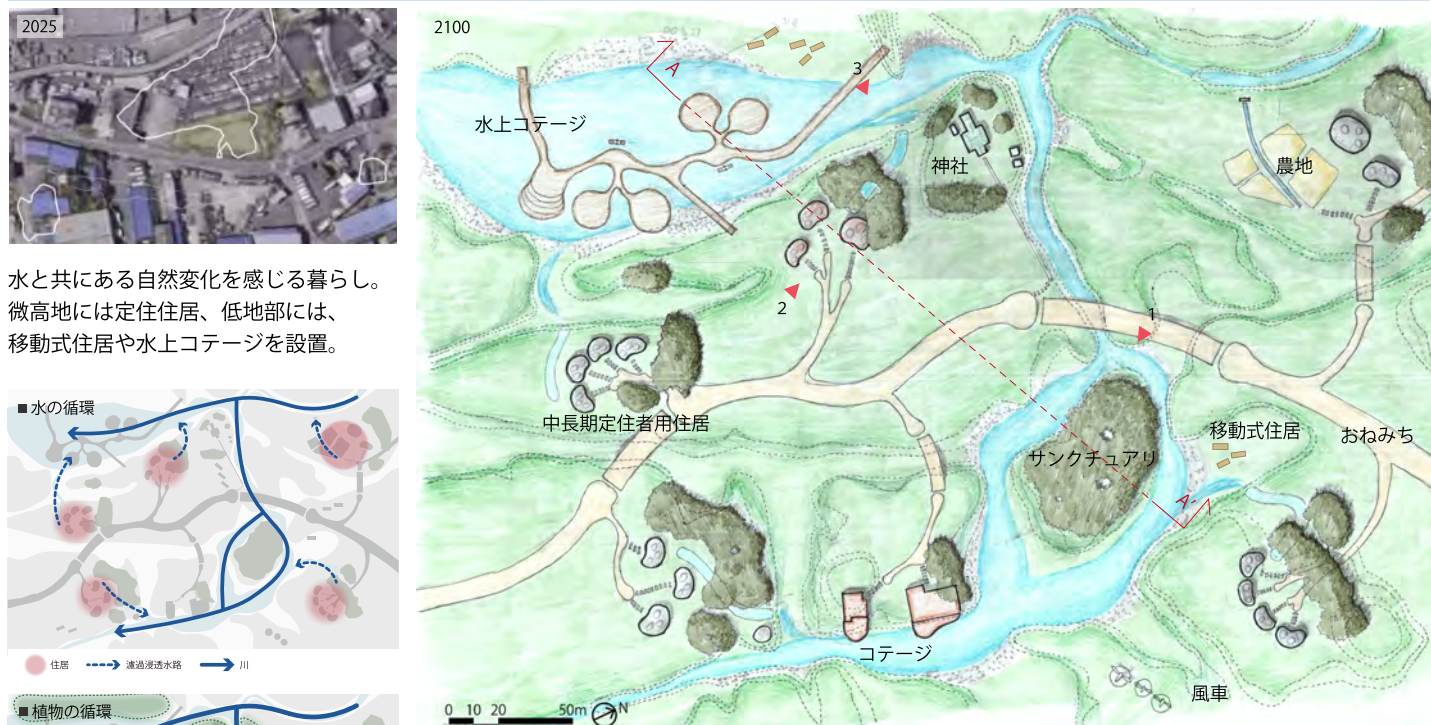 2025
水と共にある自然変化を感じる暮らし。
微高地には定住住居、低地部には、
移動式住居や水上コテージを設置。
■水の循環
住居
濾過浸透水路
川
■植物の循環
2100
A
3
水上コテージ
神社
農地
2
1
中長期定住者用住居
移動式住居
おねみち
サンクチュアリ
A'
コテージ
風車
0 10 20 50m N